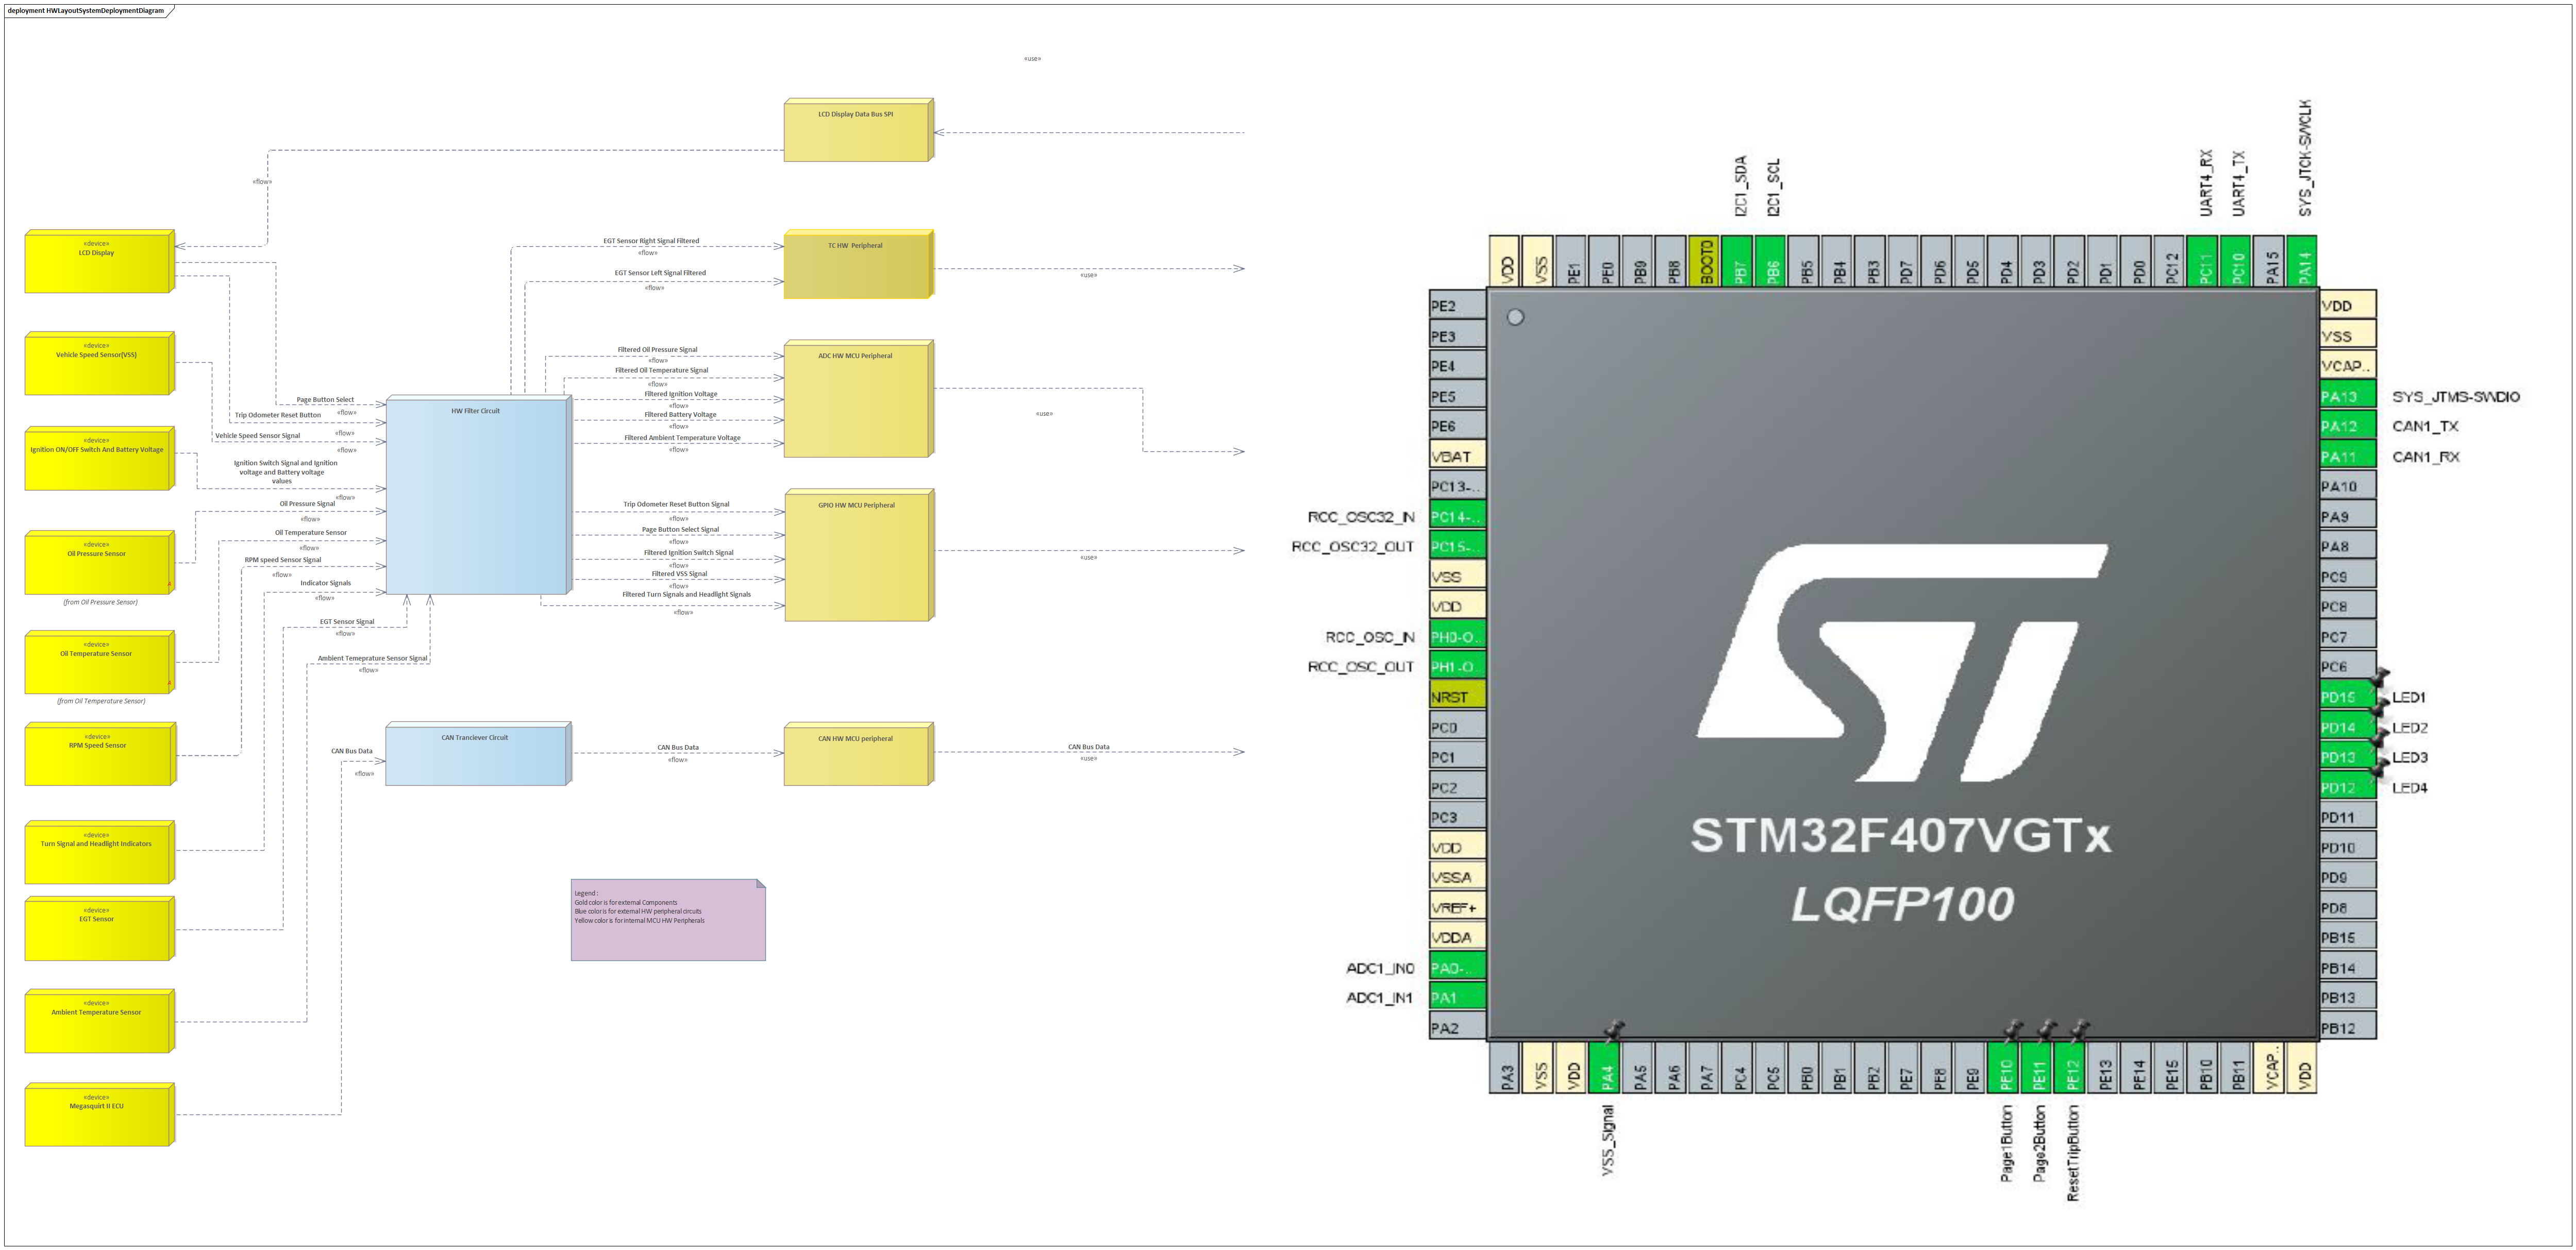 deployment HWLayoutSystemDeploymentDiagram
«use»
LCD Display Data Bus SPI
«flow»
«device»
LCD Display
EGT Sensor Right Signal Filtered
«flow»
EGT Sensor Left Signal Filtered
«flow»
TC HW  Peripheral
«use»
«device»
Vehicle Speed Sensor(VSS)
Filtered Oil Pressure Signal
«flow»
Filtered Oil Temperature Signal
«flow»
Filtered Ignition Voltage
«flow»
Filtered Battery Voltage
«flow»
Filtered Ambient Temperature Voltage
«flow»
ADC HW MCU Peripheral
«use»
Page Button Select
«flow»
Trip Odometer Reset Button
«flow»
Vehicle Speed Sensor Signal
«flow»
HW Filter Circuit
«device»
Ignition ON/OFF Switch And Battery Voltage
Ignition Switch Signal and Ignition
voltage and Battery voltage
values
«flow»
Oil Pressure Signal
«flow»
Oil Temperature Sensor
«flow»
RPM speed Sensor Signal
«flow»
Indicator Signals
«flow»
EGT Sensor Signal
«flow»
Ambient Temeprature Sensor Signal
«flow»
Trip Odometer Reset Button Signal
«flow»
Page Button Select Signal
«flow»
Filtered Ignition Switch Signal
«flow»
Filtered VSS Signal
«flow»
Filtered Turn Signals and Headlight Signals
«flow»
GPIO HW MCU Peripheral
«use»
«device»
Oil Pressure Sensor
(from Oil Pressure Sensor)
«device»
Oil Temperature Sensor
(from Oil Temperature Sensor)
«device»
RPM Speed Sensor
CAN Bus Data
«flow»
CAN Tranciever Circuit
CAN Bus Data
«flow»
CAN HW MCU peripheral
CAN Bus Data
«use»
«device»
Turn Signal and Headlight Indicators
«device»
EGT Sensor
«device»
Ambient Temperature Sensor
«device»
Megasquirt II ECU
Legend :
Gold color is for external Components
Blue color is for external HW peripheral circuits
Yellow color is for internal MCU HW Peripherals
I2C1_SDA
I2C1_SCL
UART4_RX
UART4_TX
SYS_JTCK-SWCLK
VDD
VSS
PE1
PE0
PB9
PB8
BOOT0
PB7
PB6
PB5
PB4
PB3
PD7
PD6
PD5
PD4
PD3
PD2
PD1
PD0
PC12
PC11
PC10
PA15
PA14
PE2
PE3
PE4
PE5
PE6
VBAT
PC13-..
RCC_OSC32_IN PC14-..
RCC_OSC32_OUT PC15-..
VSS
VDD
RCC_OSC_IN PH0-O..
RCC_OSC_OUT PH1-O..
NRST
PC0
PC1
PC2
PC3
VDD
VSSA
VREF+
VDDA
ADC1_IN0 PA0-..
ADC1_IN1 PA1
PA2
STM32F407VGTx
LQFP100
VDD
VSS
VCAP..
PA13 SYS_JTMS-SWDIO
PA12 CAN1_TX
PA11 CAN1_RX
PA10
PA9
PA8
PC9
PC8
PC7
PC6
PD15 LED1
PD14 LED2
PD13 LED3
PD12 LED4
PD11
PD10
PD9
PD8
PB15
PB14
PB13
PB12
PA3
VSS
VDD
PA4
PA5
PA6
PA7
PC4
PC5
PB0
PB1
PB2
PE7
PE8
PE9
PE10
PE11
PE12
PE13
PE14
PE15
PB10
PB11
VCAP..
VDD
VSS_Signal
Page1Button
Page2Button
ResetTripButton